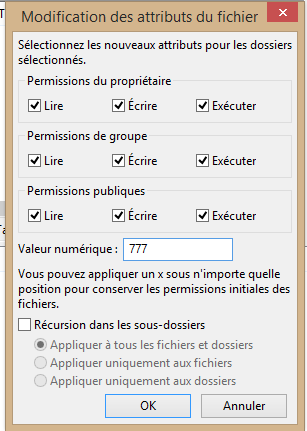 Modification des attributs du fichier
Sélectionnez les nouveaux attributs pour les dossiers
sélectionnés.
Permissions du propriétaire
Lire Écrire Exécuter
Permissions de groupe
Lire Écrire Exécuter
Permissions publiques
Lire Écrire Exécuter
Valeur numérique : 777
Vous pouvez appliquer un x sous n'importe quelle
position pour conserver les permissions initiales des
fichiers.
Récursion dans les sous-dossiers
Appliquer à tous les fichiers et dossiers
Appliquer uniquement aux fichiers
Appliquer uniquement aux dossiers
OK Annuler